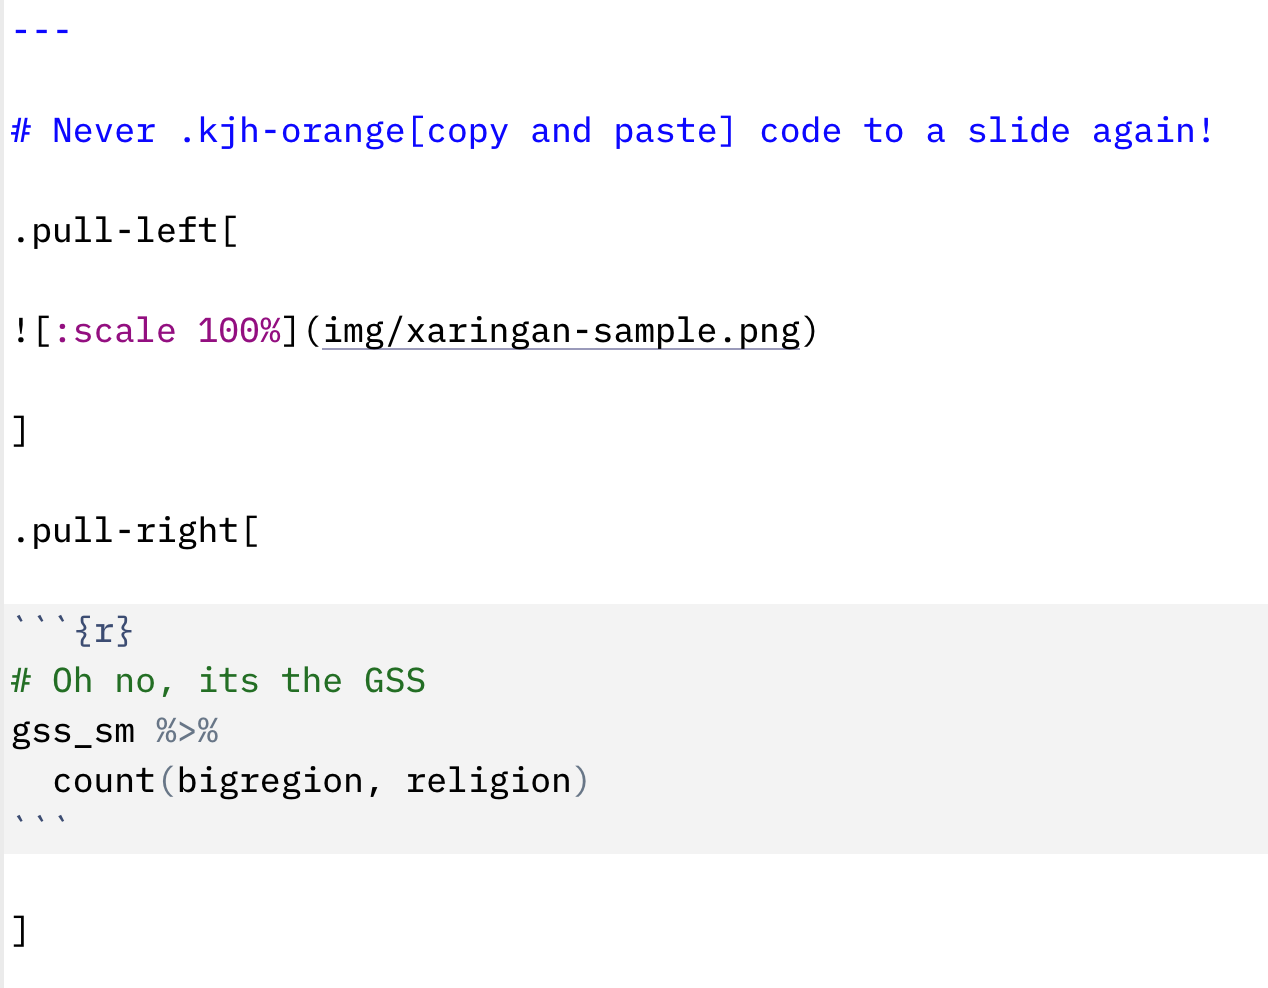 ---
# Never .kjh-orange[copy and paste] code to a slide again!
.pull-left[
![:scale 100%](img/xaringan-sample.png)
]
.pull-right[
```{r}
# Oh no, its the GSS
gss_sm %>%
  count(bigregion, religion)
```
]